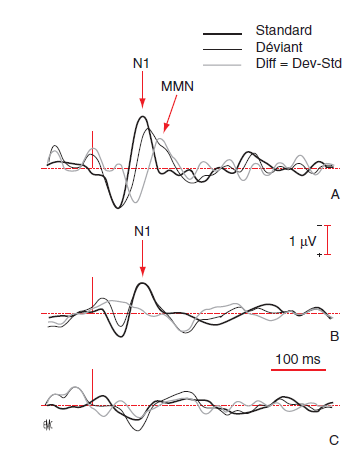 Standard
Déviant
Diff = Dev-Std
N1
MMN
A
N1
1 µV
B
100 ms
C